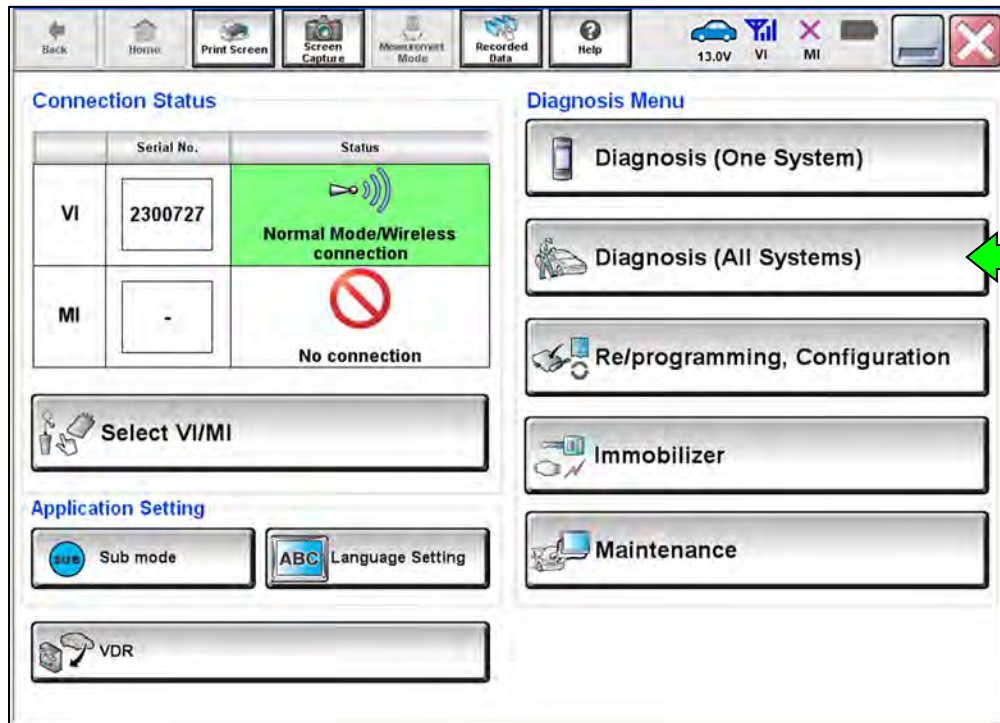 Back
Home
Print Screen
Screen
Capture
Measurement
Mode
Recorded
Data
Help
13.0V
VI
MI
Connection Status
Serial No.
Status
VI
2300727
Normal Mode/Wireless
connection
MI
-
No connection
Select VI/MI
Application Setting
SUB
Sub mode
ABC
Language Setting
VDR
Diagnosis Menu
Diagnosis (One System)
Diagnosis (All Systems)
Re/programming, Configuration
Immobilizer
Maintenance